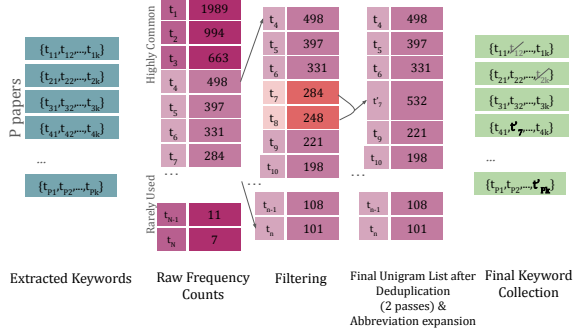 P papers
{t11,t12,...,t1k}
{t21,t22,...,t2k}
{t31,t32,...,t3k}
{t41,t42,...,t4k}
...
{tP1,tP2,...,tPk}
Extracted Keywords
Highly Common
Rarely Used
t1 1989
t2 994
t3 663
t4 498
t5 397
t6 331
t7 284
...
tN-1 11
tN 7
Raw Frequency
Counts
t4 498
t5 397
t6 331
t7 284
t8 248
t9 221
t10 198
...
tn-1 108
tn 101
Filtering
t4 498
t5 397
t6 331
t'7 532
t9 221
t10 198
...
tn-1 108
tn 101
Final Unigram List after
Deduplication
(2 passes) &
Abbreviation expansion
{t11,t12,...,t1k}
{t21,t22,...,t2k}
{t31,t32,...,t3k}
{t41,t'7,...,t4k}
...
{tP1,tP2,...,t'Pk}
Final Keyword
Collection